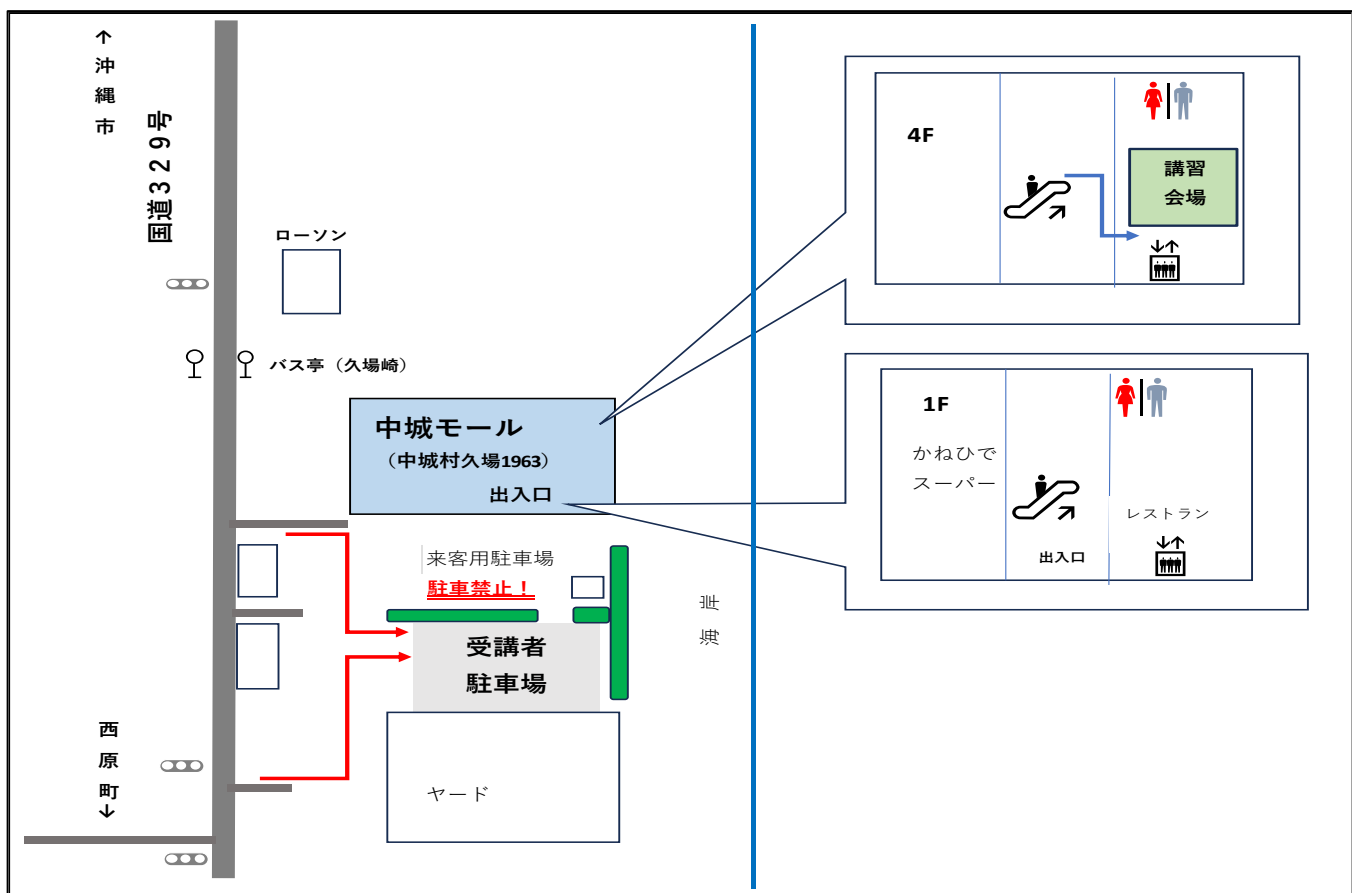 ↑沖縄市
国道329号
ローソン
バス亭（久場崎）
中城モール
（中城村久場1963）
出入口
来客用駐車場
駐車禁止！
受講者
駐車場
ヤード
西原町↓
海岸
4F
講習
会場
1F
かねひで
スーパー
レストラン
出入口